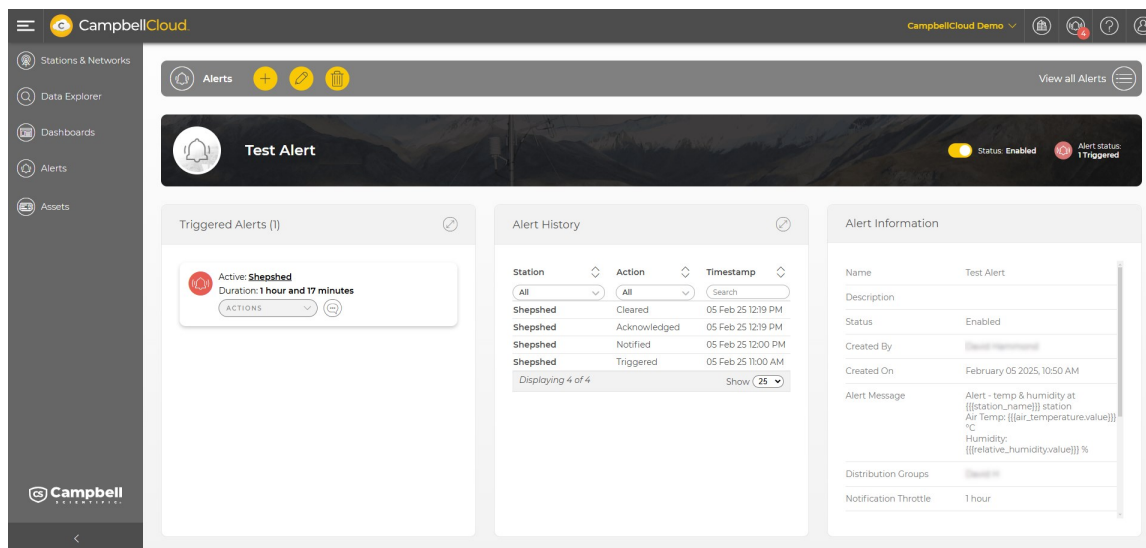 CampbellCloud.
CampbellCloud Demo
4
Stations & Networks
Data Explorer
Dashboards
Alerts
Assets
Alerts
View all Alerts
Test Alert
Status: Enabled
Alert status:
1 Triggered
Triggered Alerts (1)
Active: Shepshed
Duration: 1 hour and 17 minutes
ACTIONS
Alert History
Station Action Timestamp
All All Search
Shepshed Cleared 05 Feb 25 12:19 PM
Shepshed Acknowledged 05 Feb 25 12:19 PM
Shepshed Notified 05 Feb 25 12:00 PM
Shepshed Triggered 05 Feb 25 11:00 AM
Displaying 4 of 4 Show 25
Alert Information
Name Test Alert
Description
Status Enabled
Created By
Created On February 05 2025, 10:50 AM
Alert Message Alert - temp & humidity at
{{{station_name}}} station
Air Temp: {{{air_temperature.value}}}
°C
Humidity:
{{{relative_humidity.value}}} %
Distribution Groups
Notification Throttle 1 hour
CS Campbell
SCIENTIFIC